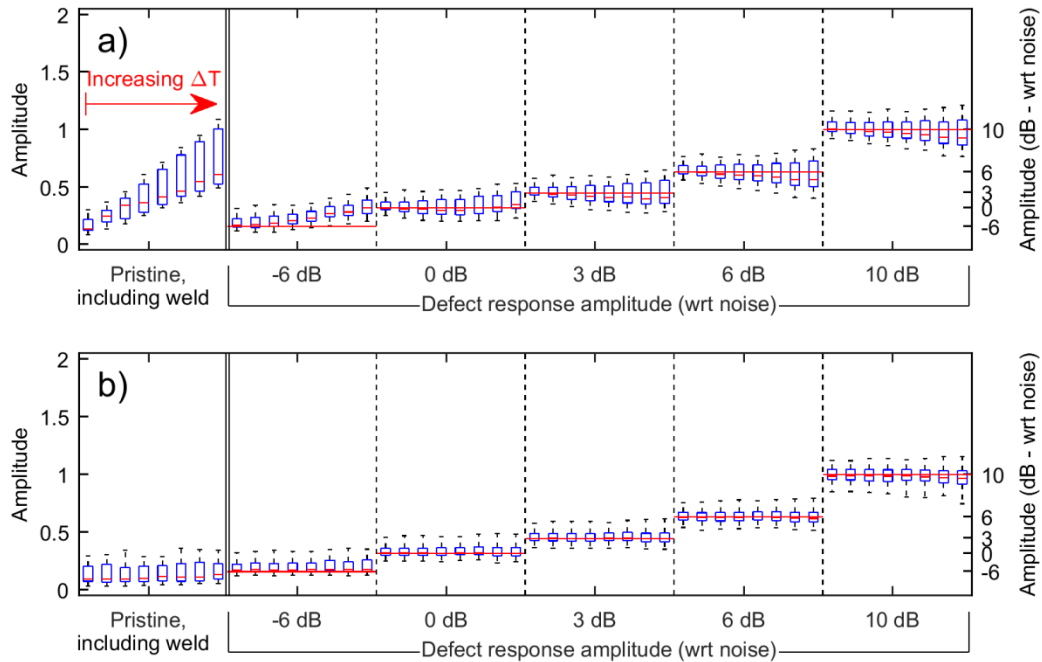 a)
Increasing ΔT
Amplitude
2
1.5
1
0.5
0
10
6
3
0
-6
Amplitude (dB - wrt noise)
Pristine,
including weld
-6 dB
0 dB
3 dB
6 dB
10 dB
Defect response amplitude (wrt noise)
b)
Amplitude
2
1.5
1
0.5
0
10
6
3
0
-6
Amplitude (dB - wrt noise)
Pristine,
including weld
-6 dB
0 dB
3 dB
6 dB
10 dB
Defect response amplitude (wrt noise)